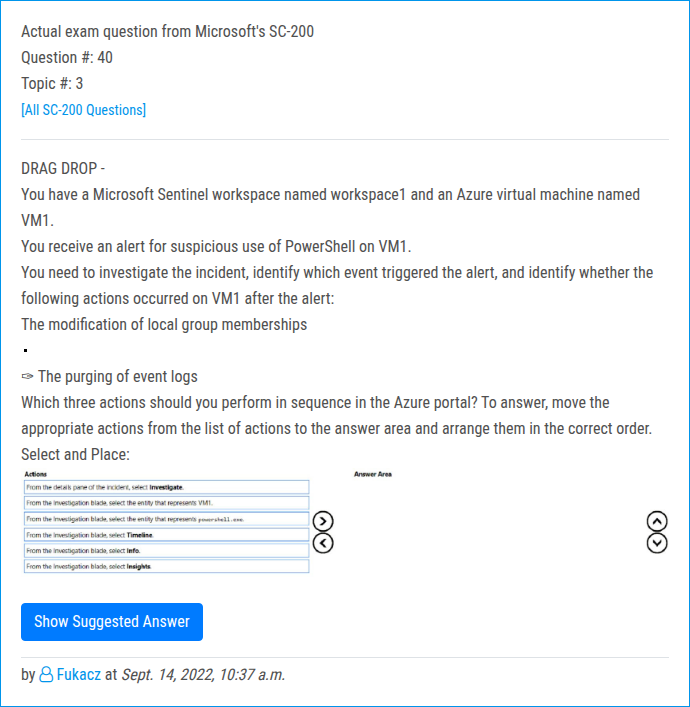 Actual exam question from Microsoft's SC-200
Question #: 40
Topic #: 3
[All SC-200 Questions]
DRAG DROP -
You have a Microsoft Sentinel workspace named workspace1 and an Azure virtual machine named
VM1.
You receive an alert for suspicious use of PowerShell on VM1.
You need to investigate the incident, identify which event triggered the alert, and identify whether the
following actions occurred on VM1 after the alert:
The modification of local group memberships
▪
✑ The purging of event logs
Which three actions should you perform in sequence in the Azure portal? To answer, move the
appropriate actions from the list of actions to the answer area and arrange them in the correct order.
Select and Place:
Actions
Answer Area
From the details pane of the incident, select Investigate.
From the Investigation blade, select the entity that represents VM1.
From the Investigation blade, select the entity that represents powershell.exe.
From the Investigation blade, select Timeline.
From the Investigation blade, select Info.
From the Investigation blade, select Insights.
Show Suggested Answer
by Fukacz at Sept. 14, 2022, 10:37 a.m.